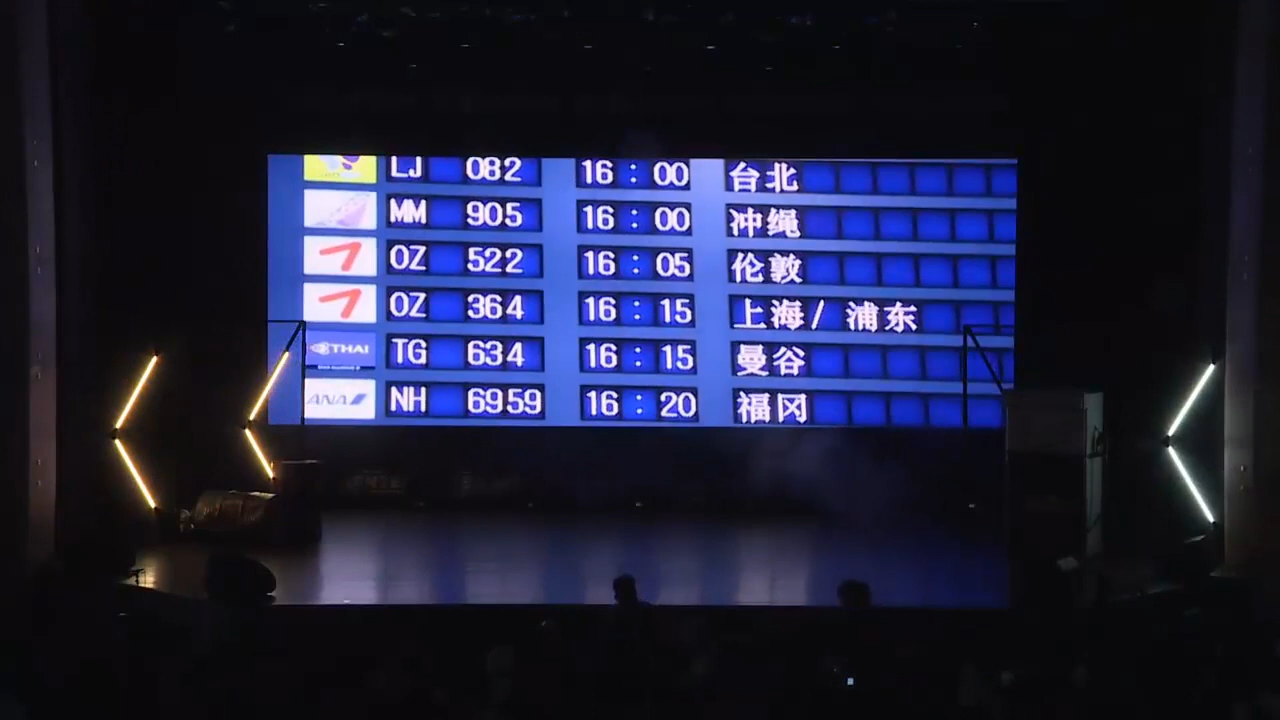 LJ 082 16：00 台北
MM 905 16：00 冲绳
OZ 522 16：05 伦敦
OZ 364 16：15 上海/ 浦东
THAI TG 634 16：15 曼谷
ANA NH 6959 16：20 福冈